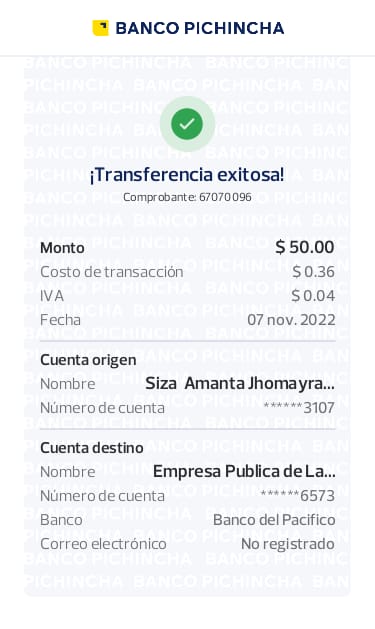 BANCO PICHINCHA
¡Transferencia exitosa!
Comprobante: 67070096
Monto $ 50.00
Costo de transacción $ 0.36
IVA $ 0.04
Fecha 07 nov. 2022
Cuenta origen
Nombre Siza Amanta Jhomayra...
Número de cuenta ******3107
Cuenta destino
Nombre Empresa Publica de La...
Número de cuenta ******6573
Banco Banco del Pacifico
Correo electrónico No registrado